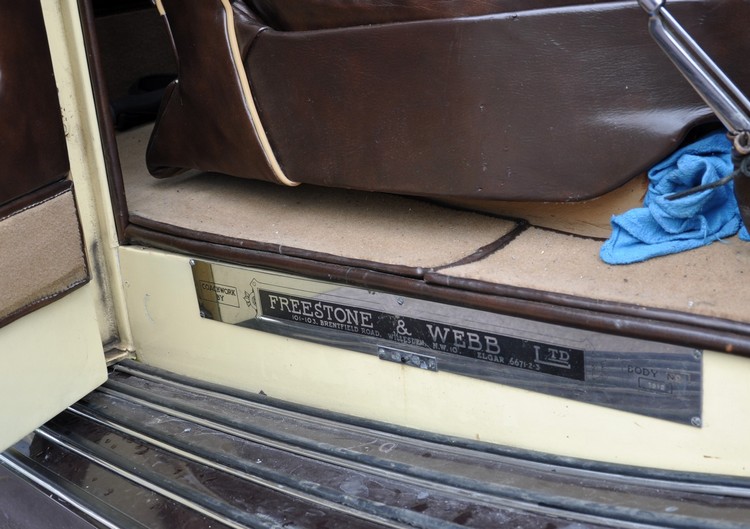 COACHWORK
BY
FREESTONE & WEBB LTD
101-103, BRENTFIELD ROAD, WILLESDEN, N.W.10. ELGAR 6671-2-3
BODY No